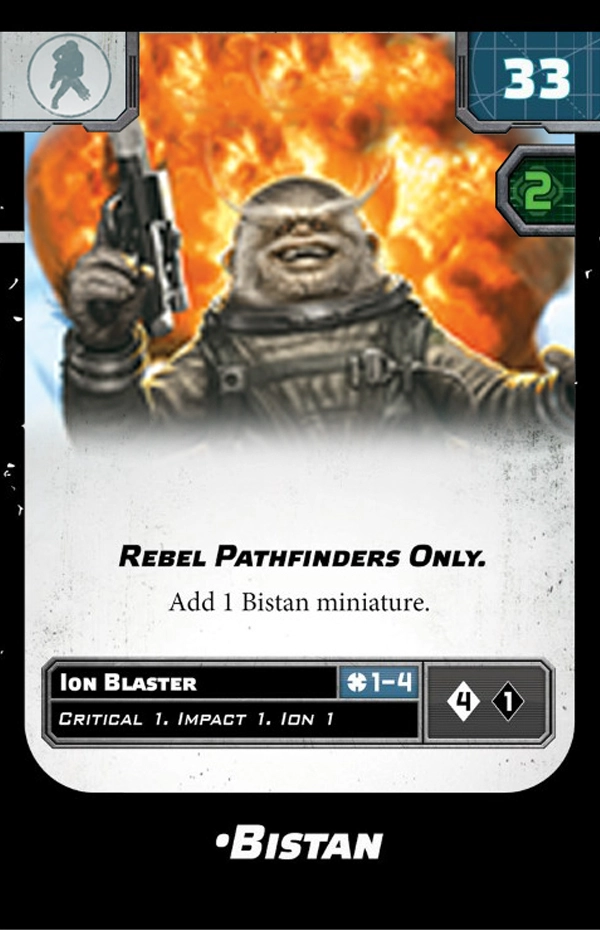 33
2
Rebel Pathfinders Only.
Add 1 Bistan miniature.
Ion Blaster 1-4
Critical 1. Impact 1. Ion 1
4 1
•Bistan